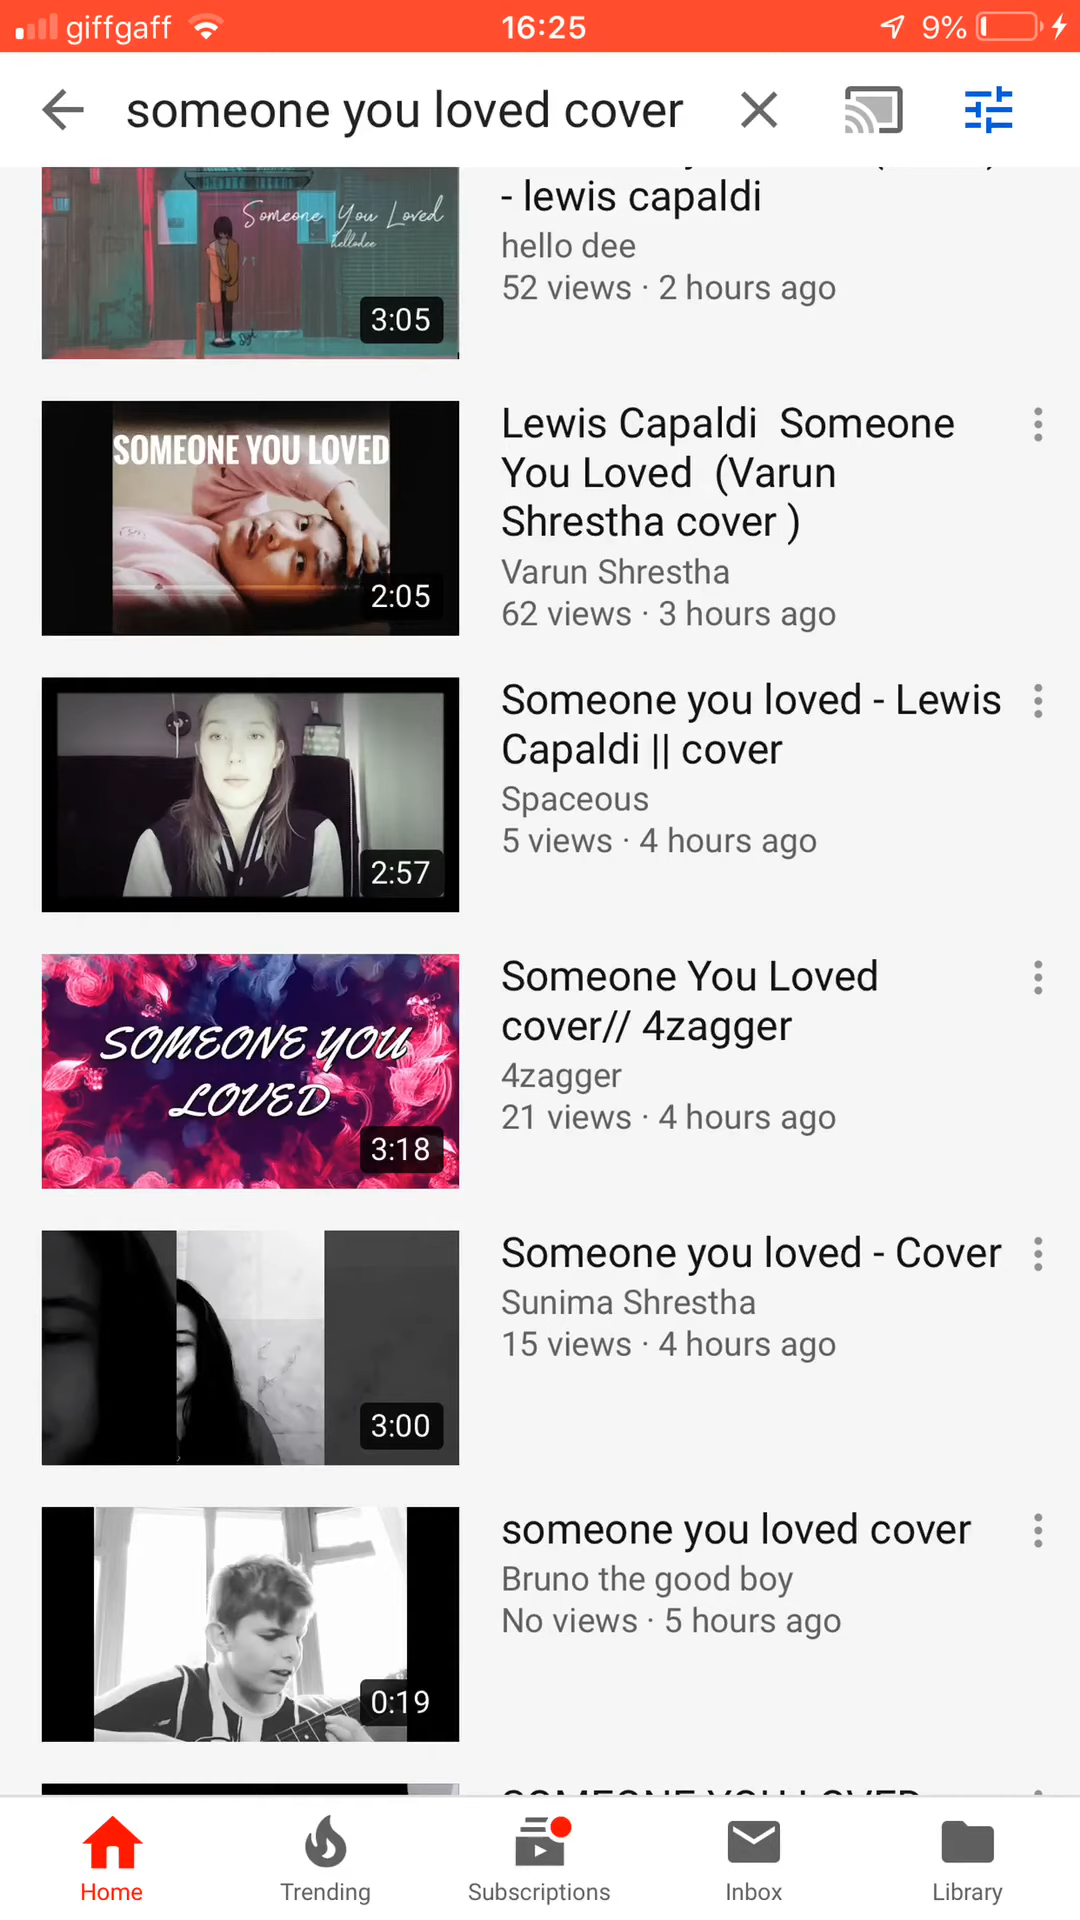 giffgaff
16:25
9%
someone you loved cover
Someone You Loved
hellodee
3:05
- lewis capaldi
hello dee
52 views · 2 hours ago
SOMEONE YOU LOVED
2:05
Lewis Capaldi Someone
You Loved (Varun
Shrestha cover )
Varun Shrestha
62 views · 3 hours ago
2:57
Someone you loved - Lewis
Capaldi || cover
Spaceous
5 views · 4 hours ago
SOMEONE YOU
LOVED
3:18
Someone You Loved
cover// 4zagger
4zagger
21 views · 4 hours ago
3:00
Someone you loved - Cover
Sunima Shrestha
15 views · 4 hours ago
0:19
someone you loved cover
Bruno the good boy
No views · 5 hours ago
SOMEONE YOU LOVED
Home
Trending
Subscriptions
Inbox
Library